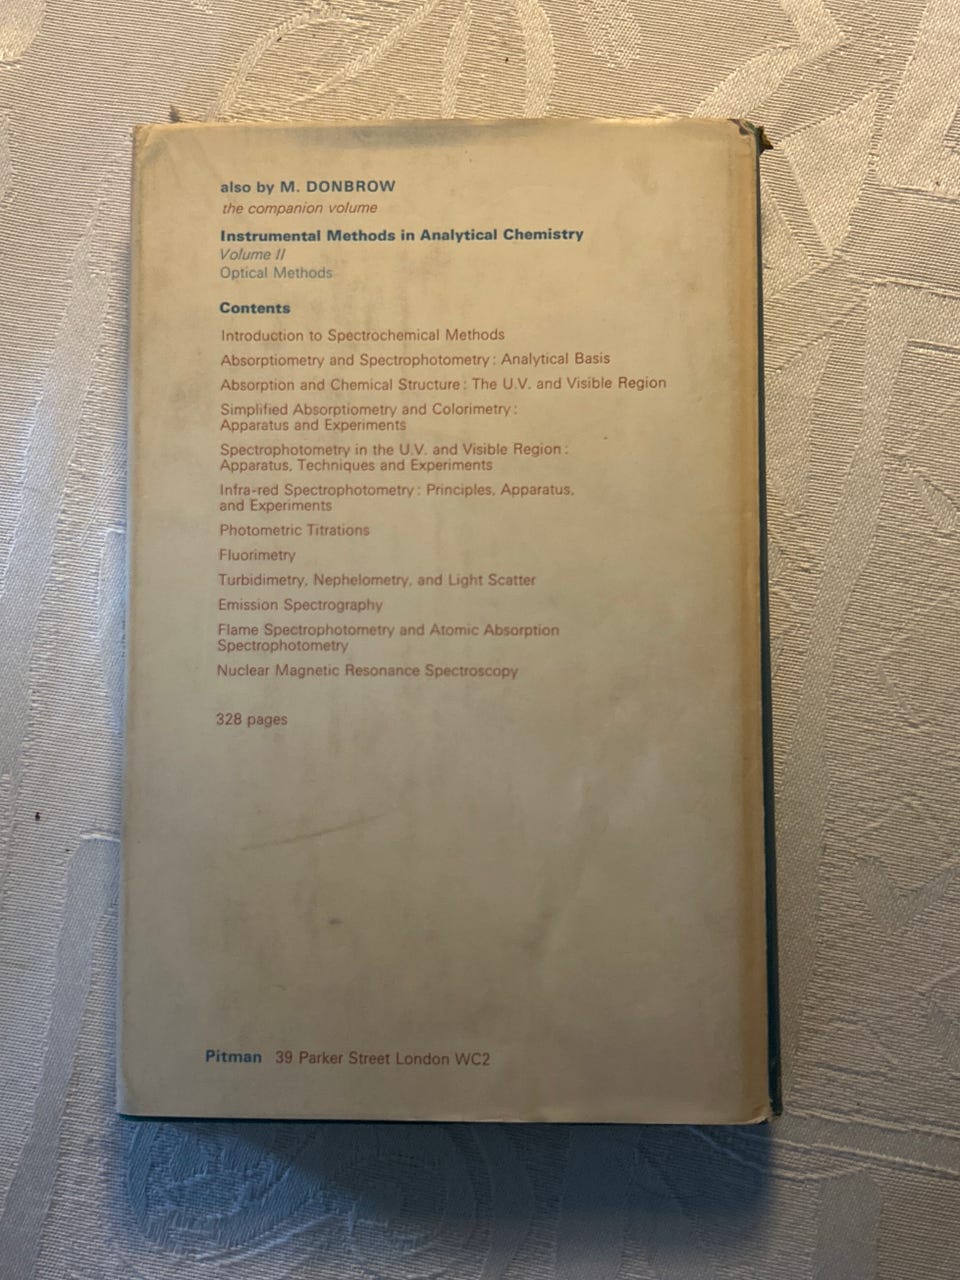 also by M. DONBROW
the companion volume
Instrumental Methods in Analytical Chemistry
Volume II
Optical Methods
Contents
Introduction to Spectrochemical Methods
Absorptiometry and Spectrophotometry: Analytical Basis
Absorption and Chemical Structure: The U.V. and Visible Region
Simplified Absorptiometry and Colorimetry:
Apparatus and Experiments
Spectrophotometry in the U.V. and Visible Region:
Apparatus, Techniques and Experiments
Infra-red Spectrophotometry: Principles, Apparatus,
and Experiments
Photometric Titrations
Fluorimetry
Turbidimetry, Nephelometry, and Light Scatter
Emission Spectrography
Flame Spectrophotometry and Atomic Absorption
Spectrophotometry
Nuclear Magnetic Resonance Spectroscopy
328 pages
Pitman 39 Parker Street London WC2